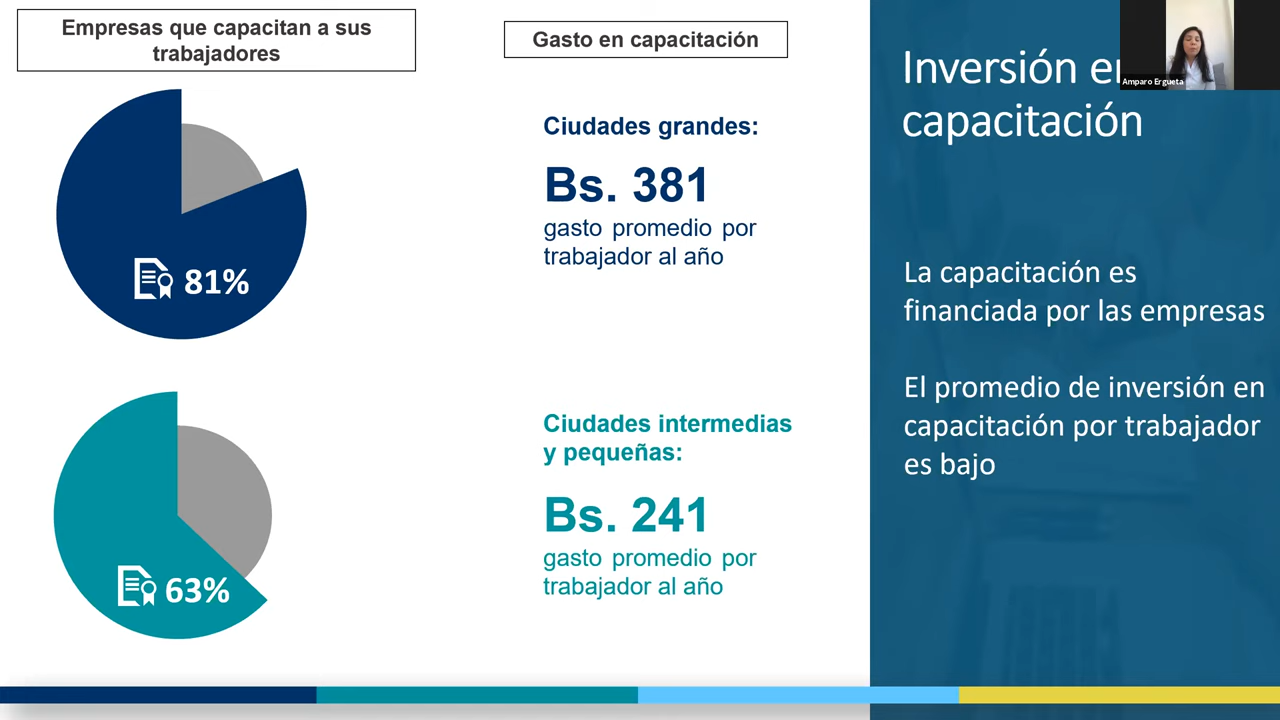 Empresas que capacitan a sus
trabajadores
Gasto en capacitación
81%
Ciudades grandes:
Bs. 381
gasto promedio por
trabajador al año
63%
Ciudades intermedias
y pequeñas:
Bs. 241
gasto promedio por
trabajador al año
Inversión e
capacitación
Amparo Ergueta
La capacitación es
financiada por las empresas
El promedio de inversión en
capacitación por trabajador
es bajo